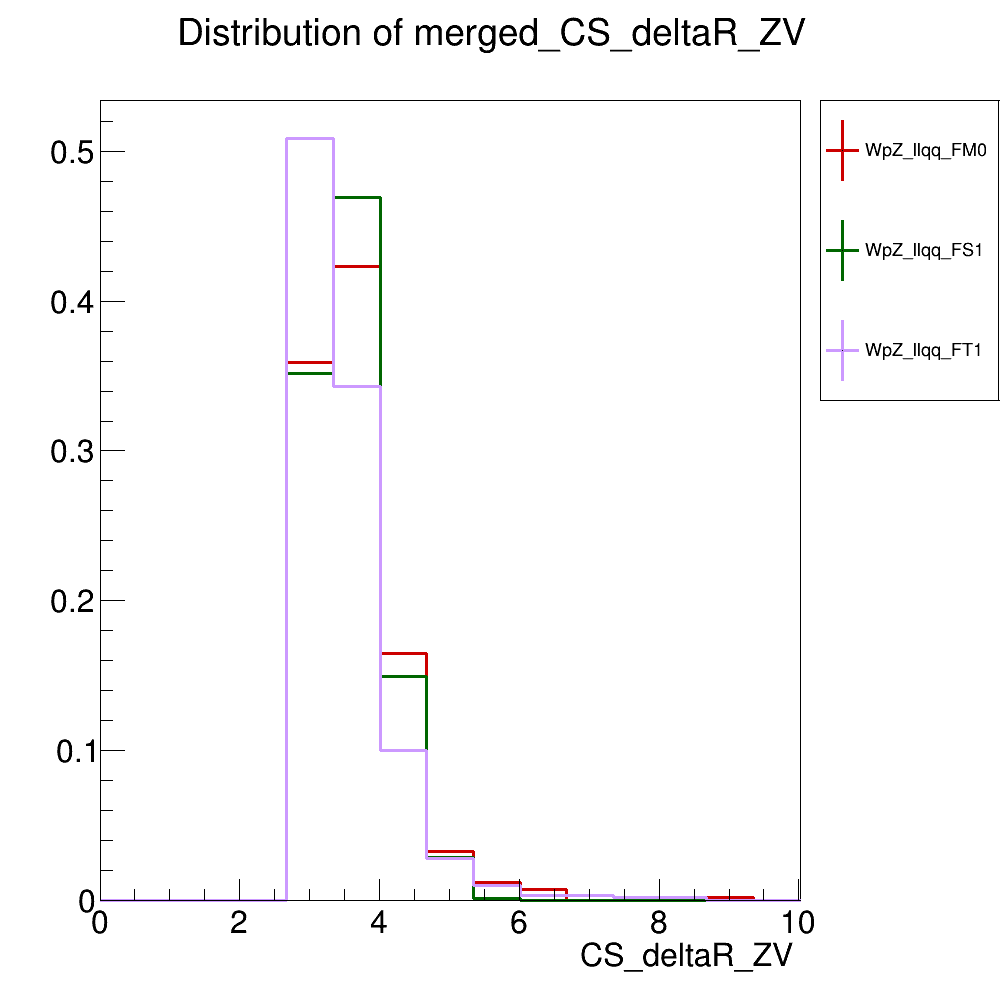 Distribution of merged_CS_deltaR_ZV
0.5
0.4
0.3
0.2
0.1
0
0 2 4 6 8 10
CS_deltaR_ZV
WpZ_llqq_FM0
WpZ_llqq_FS1
WpZ_llqq_FT1